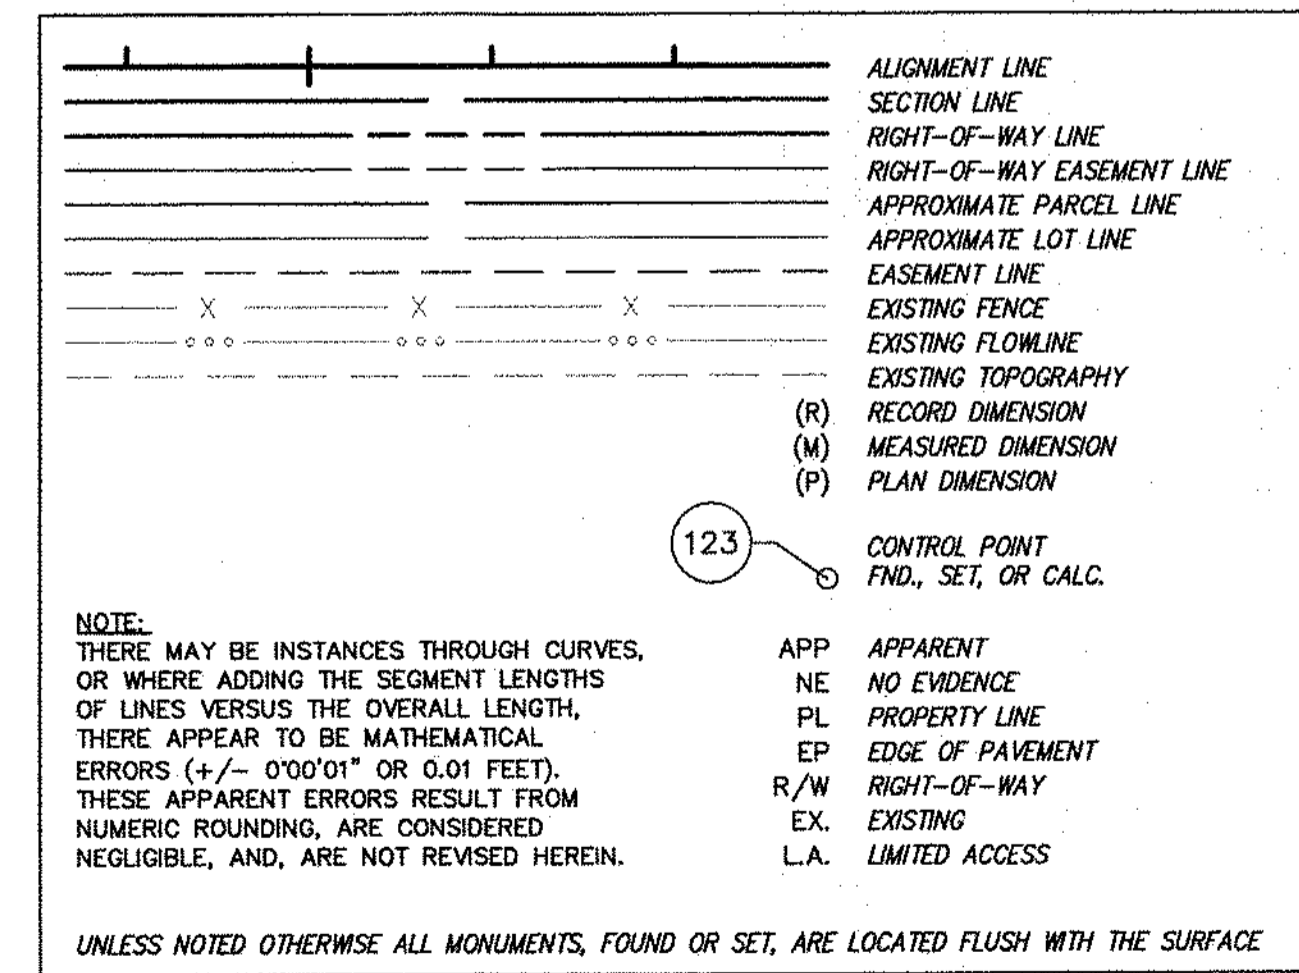 ALIGNMENT LINE
SECTION LINE
RIGHT-OF-WAY LINE
RIGHT-OF-WAY EASEMENT LINE
APPROXIMATE PARCEL LINE
APPROXIMATE LOT LINE
EASEMENT LINE
X X X EXISTING FENCE
EXISTING FLOWLINE
EXISTING TOPOGRAPHY
(R) RECORD DIMENSION
(M) MEASURED DIMENSION
(P) PLAN DIMENSION
123 CONTROL POINT
FND., SET, OR CALC.
NOTE:
THERE MAY BE INSTANCES THROUGH CURVES,
OR WHERE ADDING THE SEGMENT LENGTHS
OF LINES VERSUS THE OVERALL LENGTH,
THERE APPEAR TO BE MATHEMATICAL
ERRORS (+/- 0°00'01" OR 0.01 FEET).
THESE APPARENT ERRORS RESULT FROM
NUMERIC ROUNDING, ARE CONSIDERED
NEGLIGIBLE, AND, ARE NOT REVISED HEREIN.
APP APPARENT
NE NO EVIDENCE
PL PROPERTY LINE
EP EDGE OF PAVEMENT
R/W RIGHT-OF-WAY
EX. EXISTING
L.A. LIMITED ACCESS
UNLESS NOTED OTHERWISE ALL MONUMENTS, FOUND OR SET, ARE LOCATED FLUSH WITH THE SURFACE